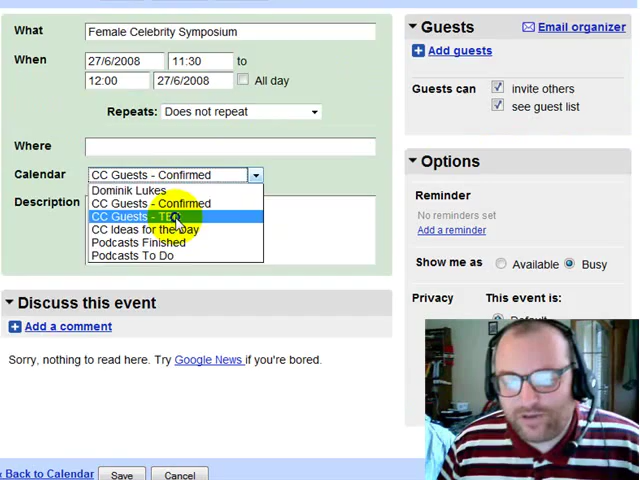 What
Female Celebrity Symposium
When
27/6/2008 11:30 to
12:00 27/6/2008 All day
Repeats: Does not repeat
Where
Calendar
CC Guests - Confirmed
Dominik Lukes
CC Guests - Confirmed
CC Guests -
CC Ideas for the Day
Podcasts Finished
Podcasts To Do
Description
Discuss this event
Add a comment
Sorry, nothing to read here. Try Google News if you're bored.
Back to Calendar
Save
Cancel
Guests
Email organizer
Add guests
Guests can
invite others
see guest list
Options
Reminder
No reminders set
Add a reminder
Show me as
Available
Busy
Privacy
This event is: